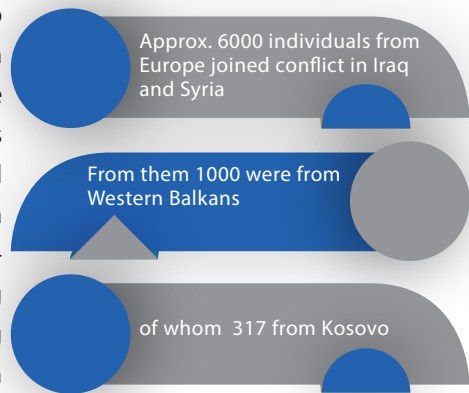 Approx. 6000 individuals from
Europe joined conflict in Iraq
and Syria
From them 1000 were from
Western Balkans
of whom 317 from Kosovo